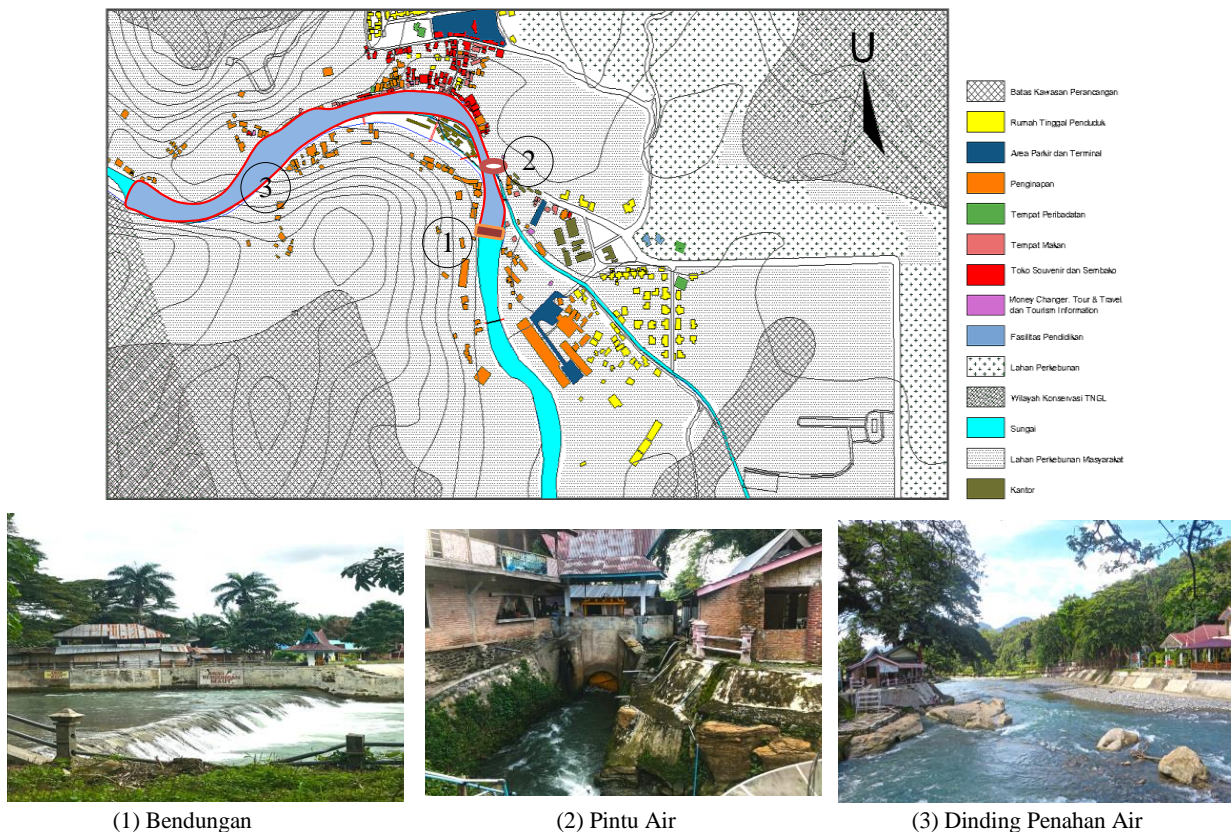 U
2
3
1
Batas Kawasan Perancangan
Rumah Tinggal Penduduk
Area Parkir dan Terminal
Penginapan
Tempat Peribadatan
Tempat Makan
Toko Souvenir dan Sembako
Money Changer, Tour & Travel
dan Tourism Information
Fasilitas Pendidikan
Lahan Perkebunan
Wilayah Konservasi TNGL
Sungai
Lahan Perkebunan Masyarakat
Kantor
(1) Bendungan
(2) Pintu Air
(3) Dinding Penahan Air